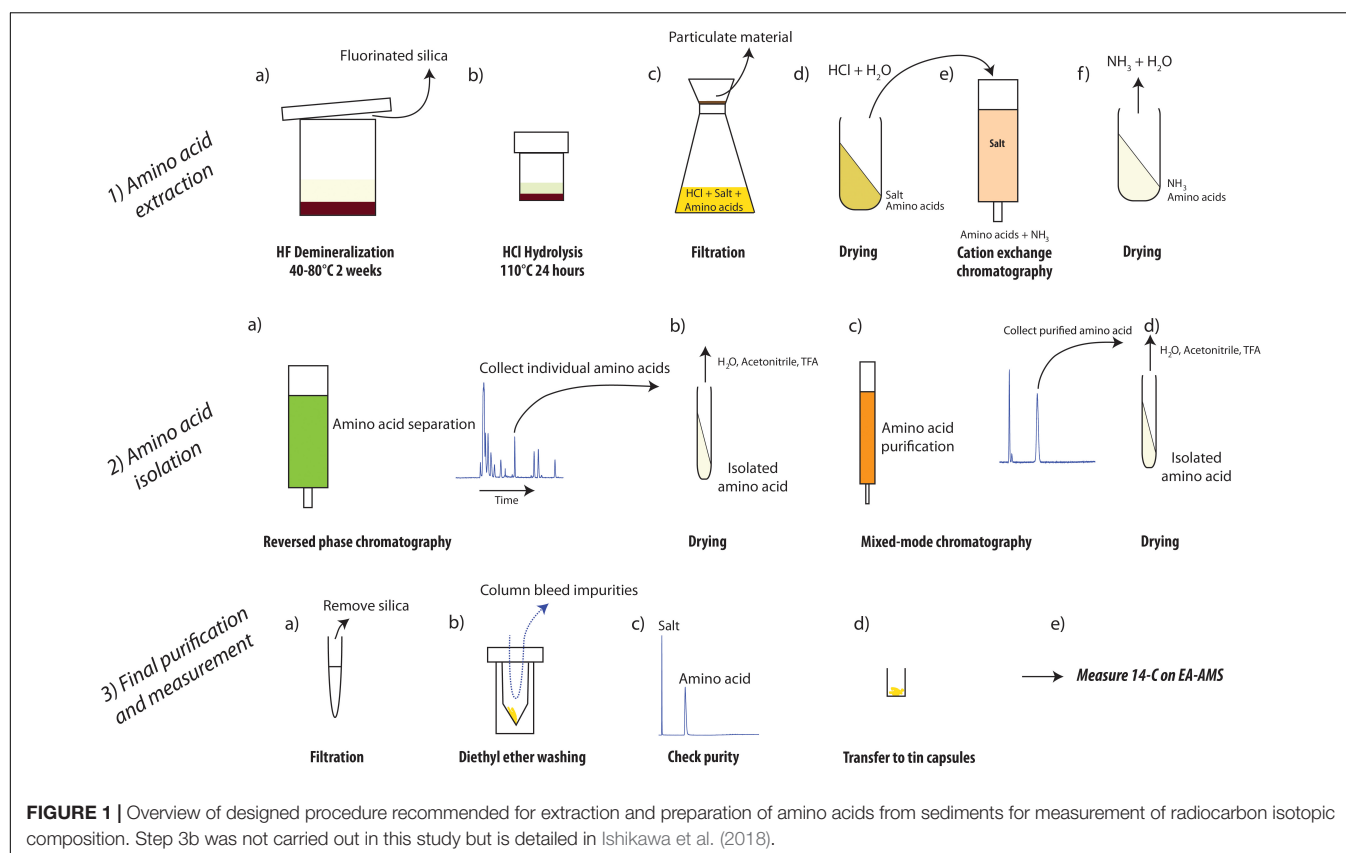 1) Amino acid
extraction
a)
Fluorinated silica
HF Demineralization
40-80°C 2 weeks
b)
HCl Hydrolysis
110°C 24 hours
c)
Particulate material
HCl + Salt +
Amino acids
Filtration
d)
HCl + H₂O
Salt
Amino acids
Drying
e)
Salt
Amino acids + NH₃
Cation exchange
chromatography
f)
NH₃ + H₂O
NH₃
Amino acids
Drying
2) Amino acid
isolation
a)
Amino acid separation
Reversed phase chromatography
Collect individual amino acids
Time
b)
H₂O, Acetonitrile, TFA
Isolated
amino acid
Drying
c)
Amino acid
purification
Mixed-mode chromatography
Collect purified amino acid
d)
H₂O, Acetonitrile, TFA
Isolated
amino acid
Drying
3) Final purification
and measurement
a)
Remove silica
Filtration
b)
Column bleed impurities
Diethyl ether washing
c)
Salt
Amino acid
Check purity
d)
Transfer to tin capsules
e)
Measure 14-C on EA-AMS
FIGURE 1 | Overview of designed procedure recommended for extraction and preparation of amino acids from sediments for measurement of radiocarbon isotopic
composition. Step 3b was not carried out in this study but is detailed in Ishikawa et al. (2018).